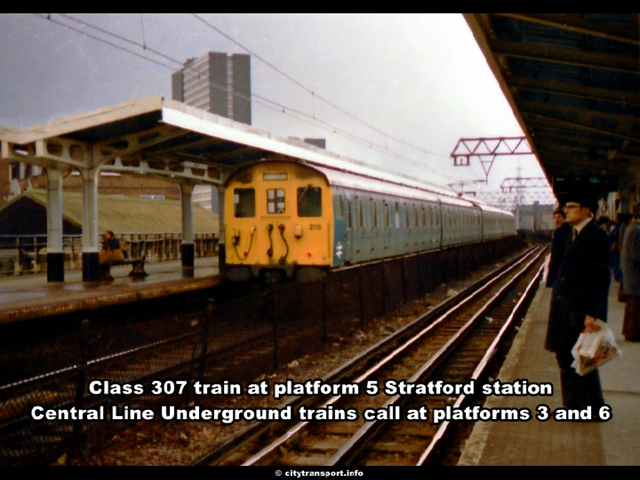 215
Class 307 train at platform 5 Stratford station
Central Line Underground trains call at platforms 3 and 6
© citytransport.info